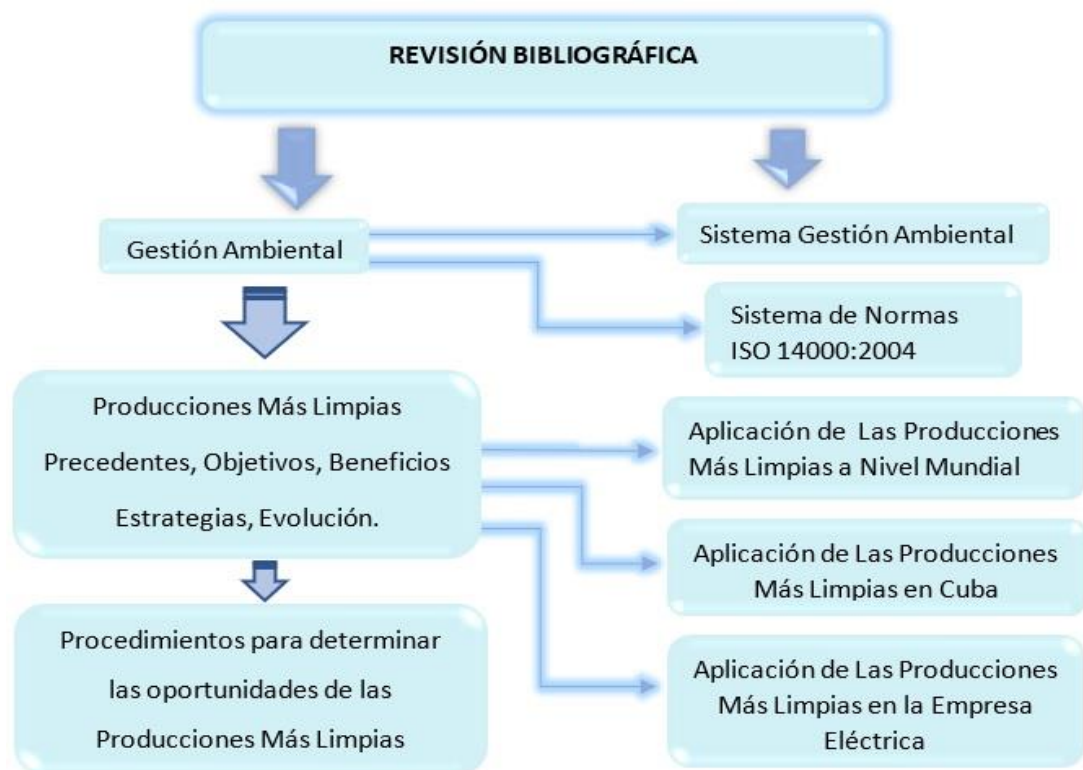 REVISIÓN BIBLIOGRÁFICA
Gestión Ambiental
Sistema Gestión Ambiental
Sistema de Normas
ISO 14000:2004
Producciones Más Limpias
Precedentes, Objetivos, Beneficios
Estrategias, Evolución.
Aplicación de Las Producciones
Más Limpias a Nivel Mundial
Aplicación de Las Producciones
Más Limpias en Cuba
Procedimientos para determinar
las oportunidades de las
Producciones Más Limpias
Aplicación de Las Producciones
Más Limpias en la Empresa
Eléctrica